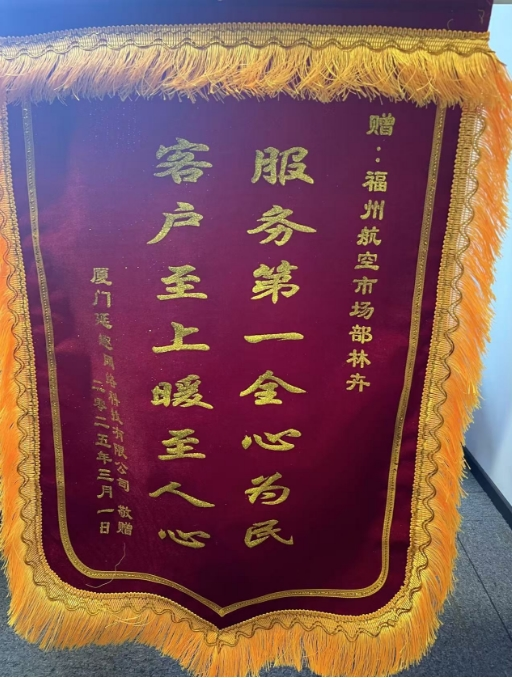 赠：福州航空市场部林卉
服务第一全心为民
客户至上暖至人心
厦门延恩网络科技有限公司 敬赠
二零二五年三月一日